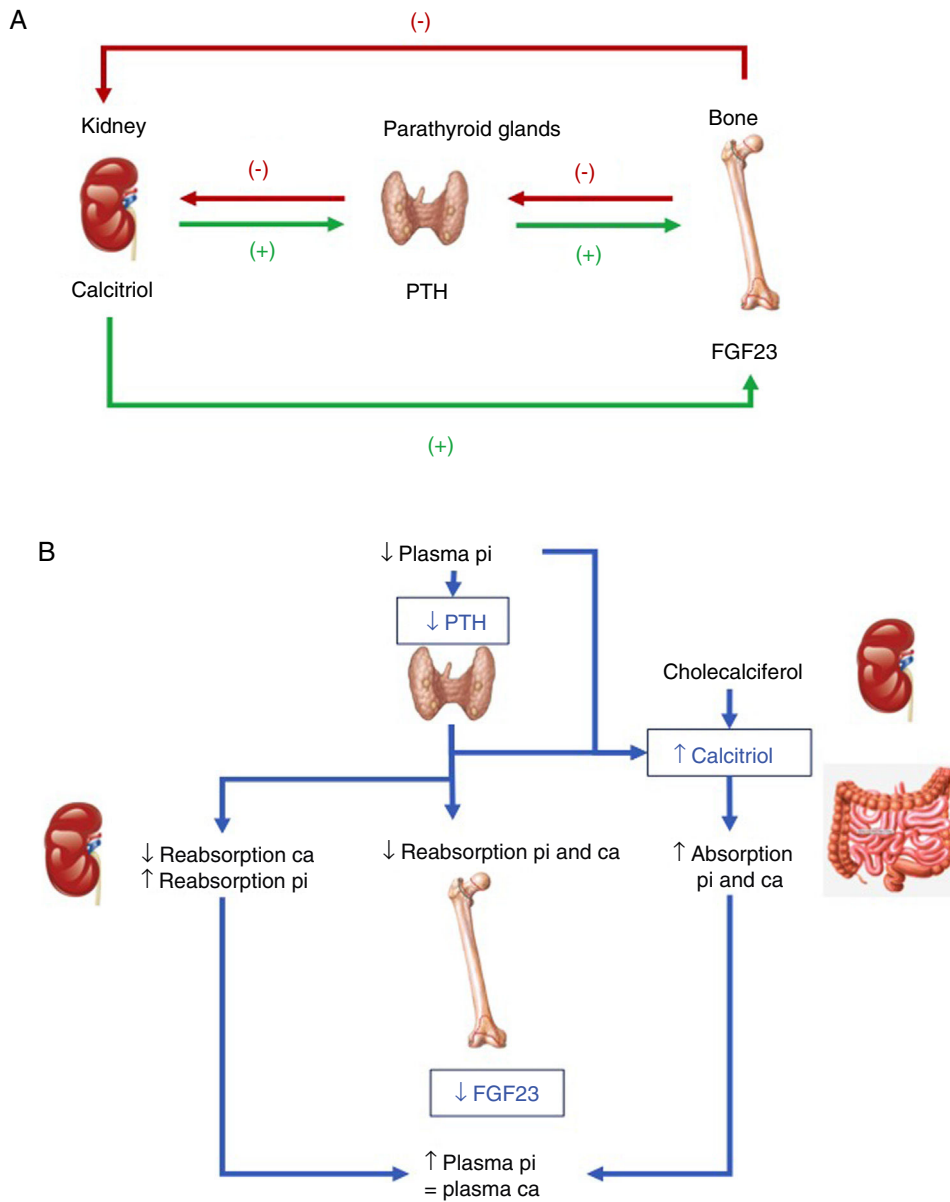 A
(-)
Kidney
Parathyroid glands
Bone
(-)
(-)
(+)
(+)
Calcitriol
PTH
FGF23
(+)
B
↓ Plasma pi
↓ PTH
Cholecalciferol
↑ Calcitriol
↓ Reabsorption ca
↑ Reabsorption pi
↓ Reabsorption pi and ca
↑ Absorption
pi and ca
↓ FGF23
↑ Plasma pi
= plasma ca